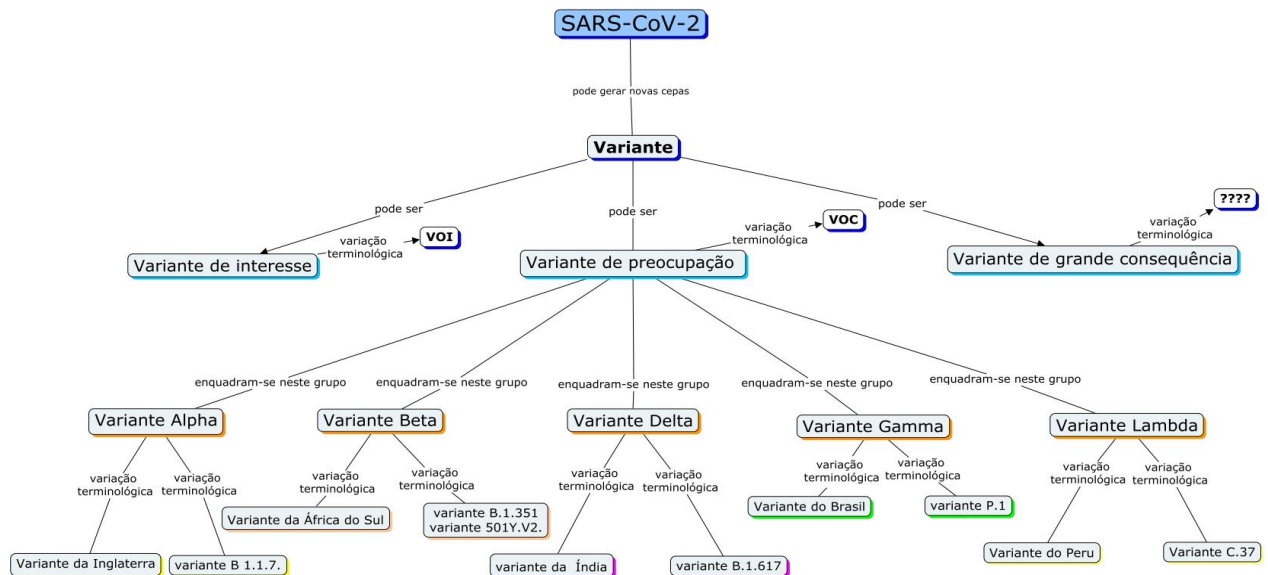 SARS-CoV-2
pode gerar novas cepas
Variante
pode ser
pode ser
pode ser
variação
terminológica
VOI
variação
terminológica
VOC
variação
terminológica
????
Variante de interesse
Variante de preocupação
Variante de grande consequência
enquadram-se neste grupo
enquadram-se neste grupo
enquadram-se neste grupo
enquadram-se neste grupo
enquadram-se neste grupo
Variante Alpha
Variante Beta
Variante Delta
Variante Gamma
Variante Lambda
variação
terminológica
variação
terminológica
variação
terminológica
variação
terminológica
variação
terminológica
variação
terminológica
variação
terminológica
variação
terminológica
variação
terminológica
variação
terminológica
Variante da Inglaterra
variante B 1.1.7.
Variante da África do Sul
variante B.1.351
variante 501Y.V2.
variante da Índia
variante B.1.617
Variante do Brasil
variante P.1
Variante do Peru
Variante C.37